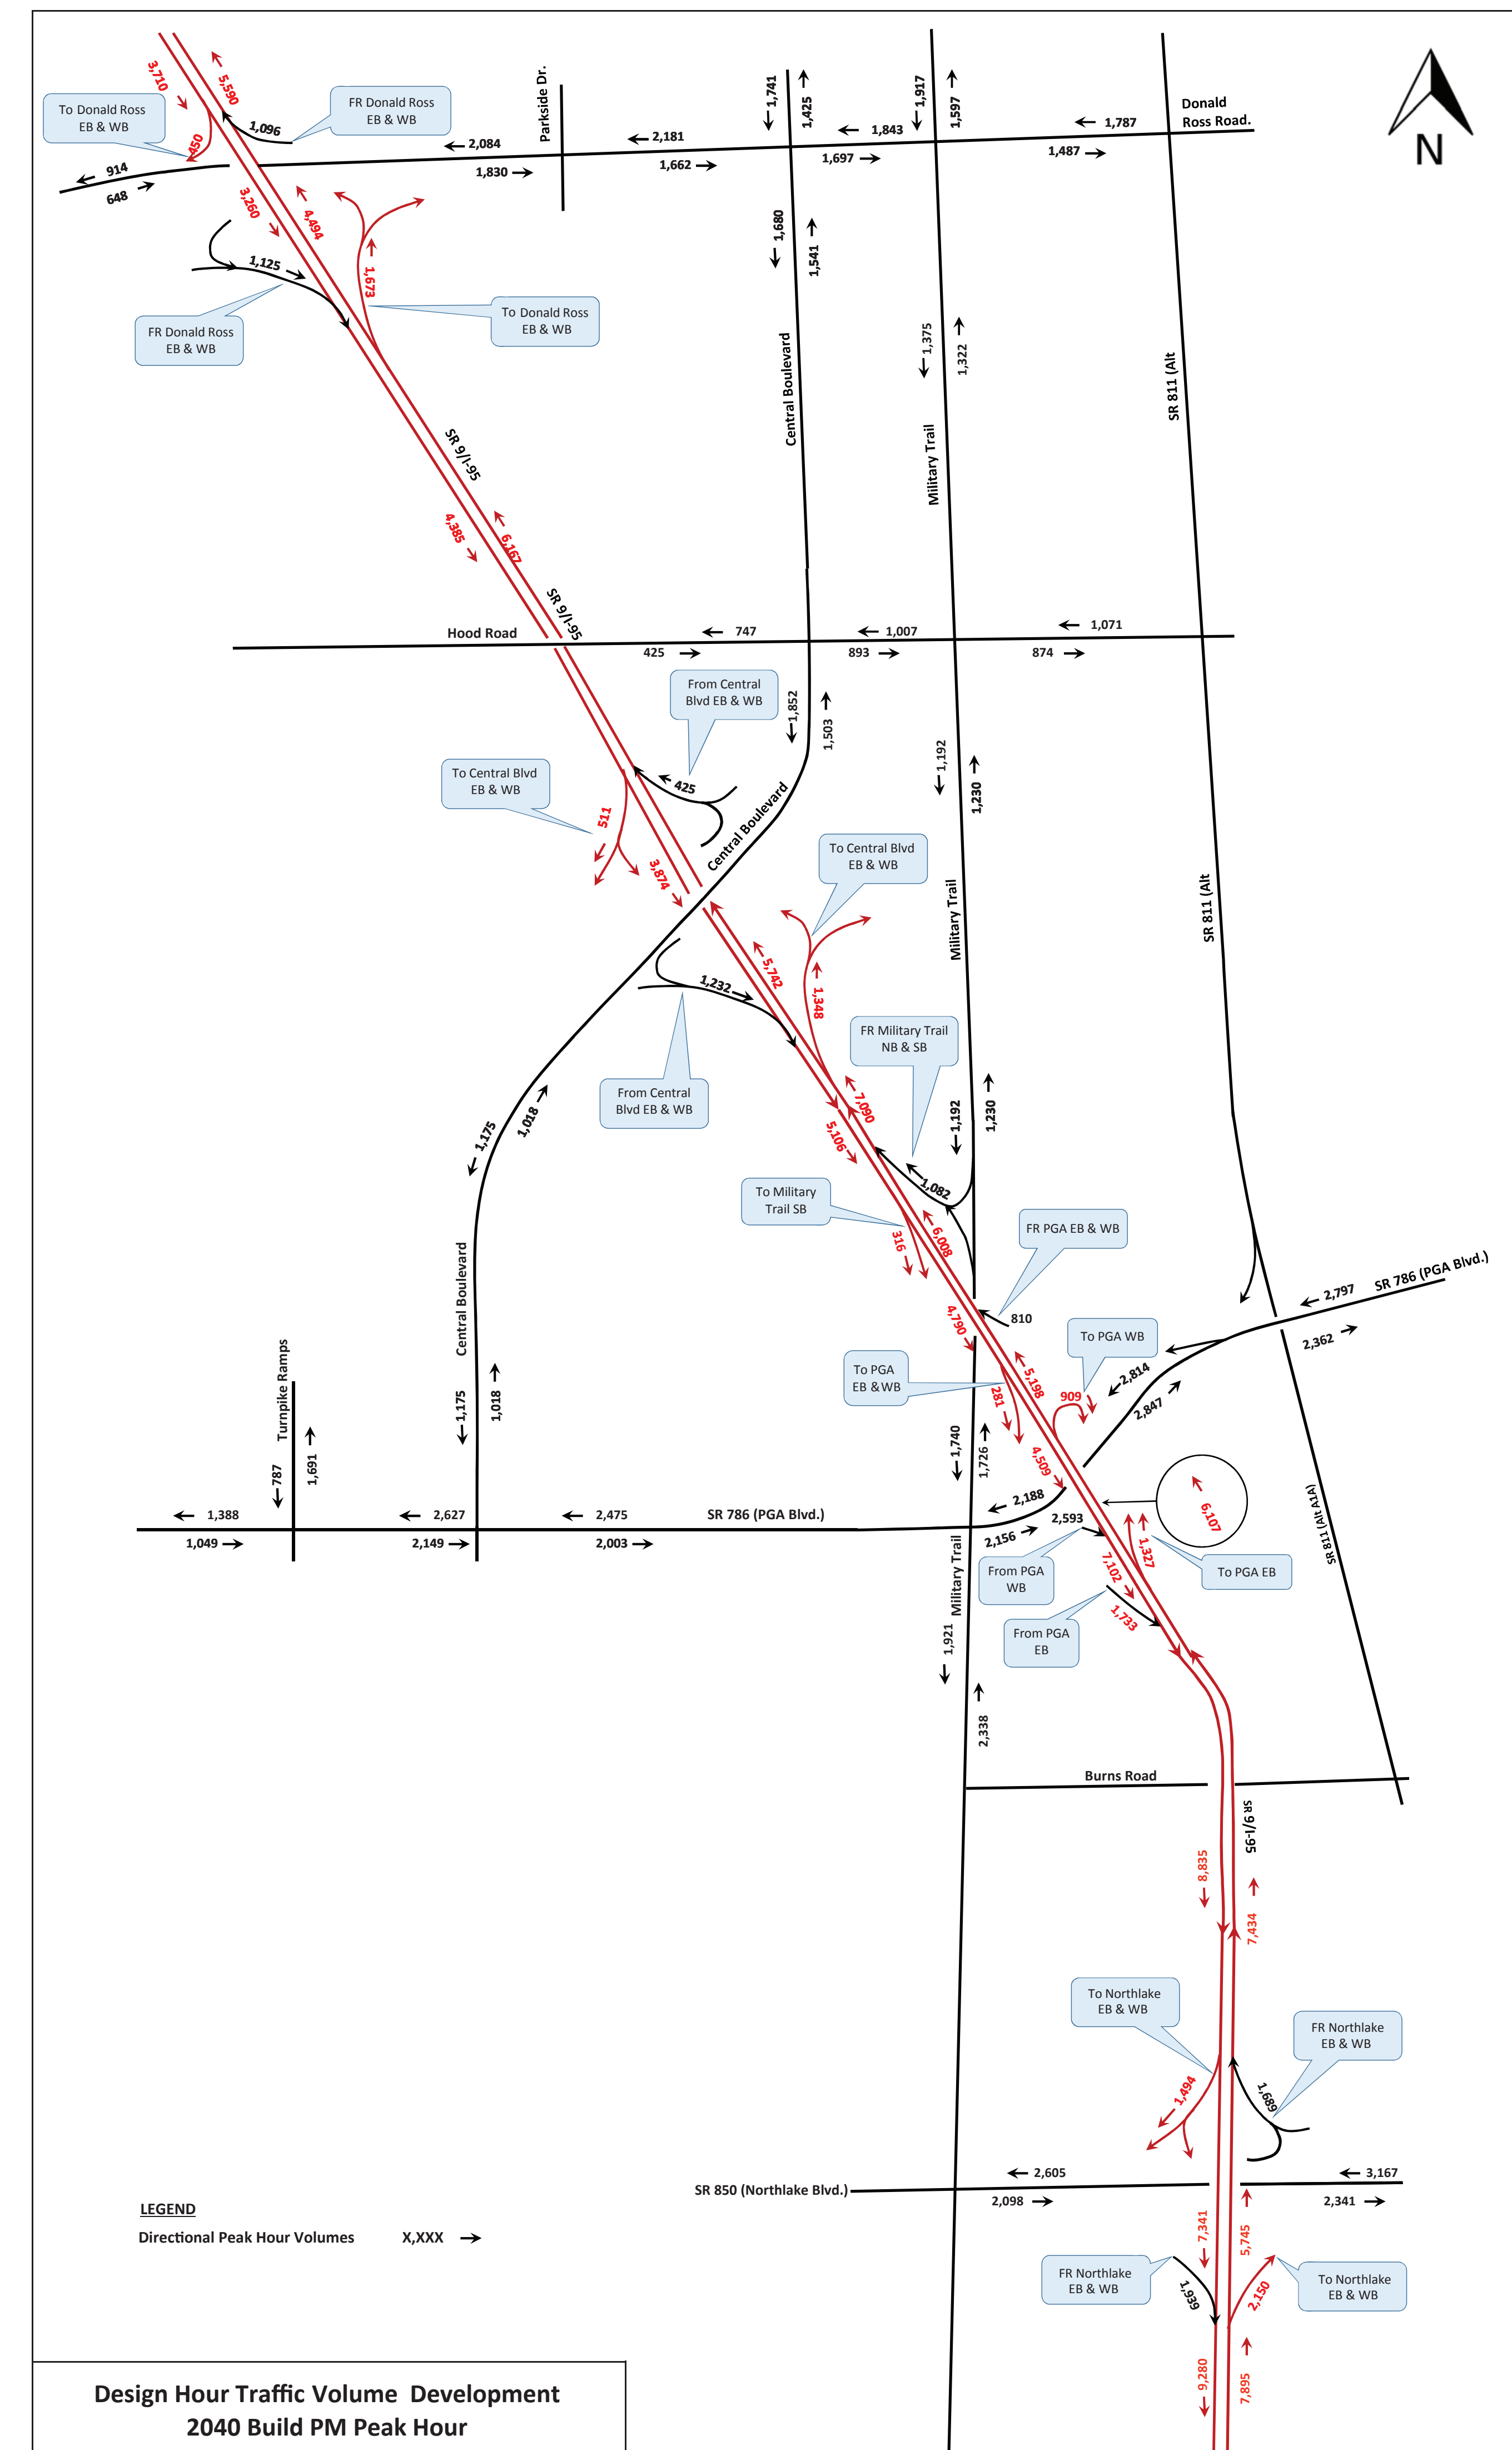 3,710
5,590
To Donald Ross
EB & WB
FR Donald Ross
EB & WB
450
1,096
Parkside Dr.
1,741
1,425
1,917
1,597
Donald
Ross Road.
N
914
648
2,084
1,830
2,181
1,662
1,843
1,697
1,787
1,487
3,260
4,494
1,673
1,125
FR Donald Ross
EB & WB
To Donald Ross
EB & WB
1,680
1,541
Central Boulevard
1,375
1,322
Military Trail
SR 811 (Alt
SR 9/I-95
4,385
6,167
SR 9/I-95
Hood Road
747
425
1,007
893
1,071
874
From Central
Blvd EB & WB
1,852
1,503
1,192
1,230
To Central Blvd
EB & WB
425
511
3,874
Central Boulevard
To Central Blvd
EB & WB
Military Trail
SR 811 (Alt
5,742
1,348
1,232
FR Military Trail
NB & SB
From Central
Blvd EB & WB
7,090
5,106
1,192
1,230
1,175
1,018
To Military
Trail SB
1,082
316
6,008
FR PGA EB & WB
810
4,790
Central Boulevard
SR 786 (PGA Blvd.)
2,797
2,362
To PGA WB
To PGA
EB & WB
281
5,198
909
2,814
2,847
Turnpike Ramps
787
1,691
1,175
1,018
1,740
1,726
4,509
6,107
1,388
1,049
2,627
2,149
2,475
2,003
SR 786 (PGA Blvd.)
2,188
2,156
2,593
Military Trail
7,102
1,327
To PGA EB
From PGA
WB
From PGA
EB
1,733
SR 811 (Alt A1A)
1,921
2,338
Burns Road
SR 9/I-95
8,835
7,434
To Northlake
EB & WB
FR Northlake
EB & WB
1,494
1,689
SR 850 (Northlake Blvd.)
2,605
2,098
3,167
2,341
7,341
5,745
FR Northlake
EB & WB
1,939
2,150
To Northlake
EB & WB
9,280
7,895
LEGEND
Directional Peak Hour Volumes X,XXX
Design Hour Traffic Volume Development
2040 Build PM Peak Hour